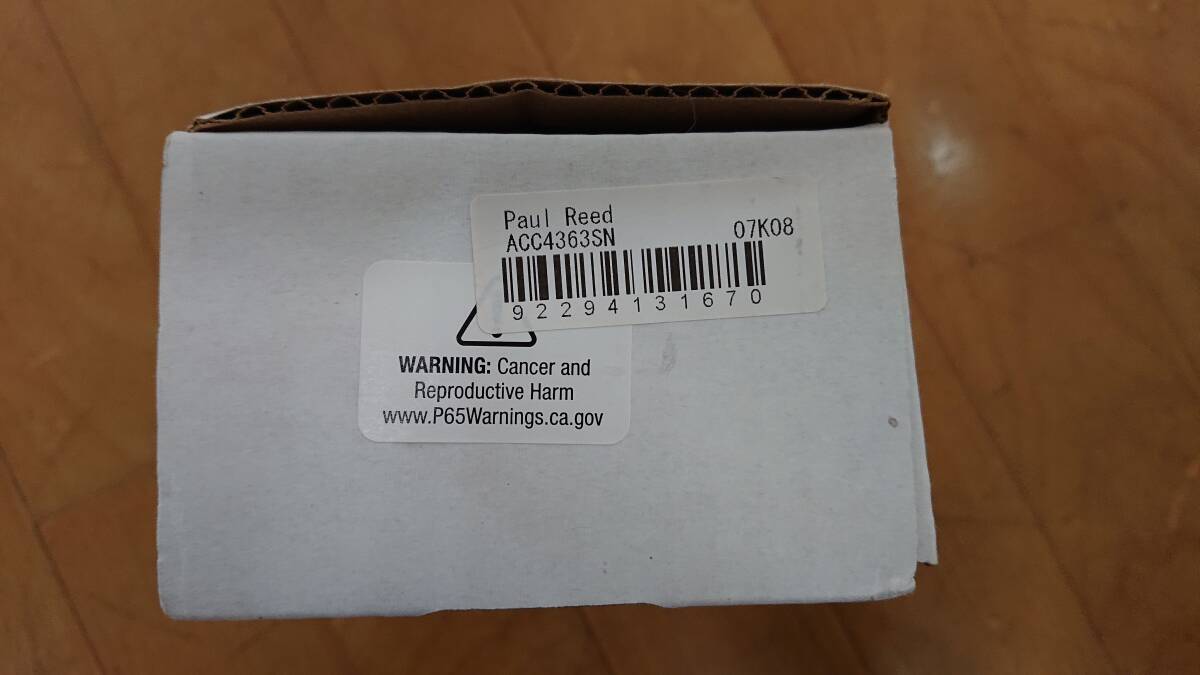 Paul Reed
ACC4363SN 07K08
92294131670
WARNING: Cancer and
Reproductive Harm
www.P65Warnings.ca.gov